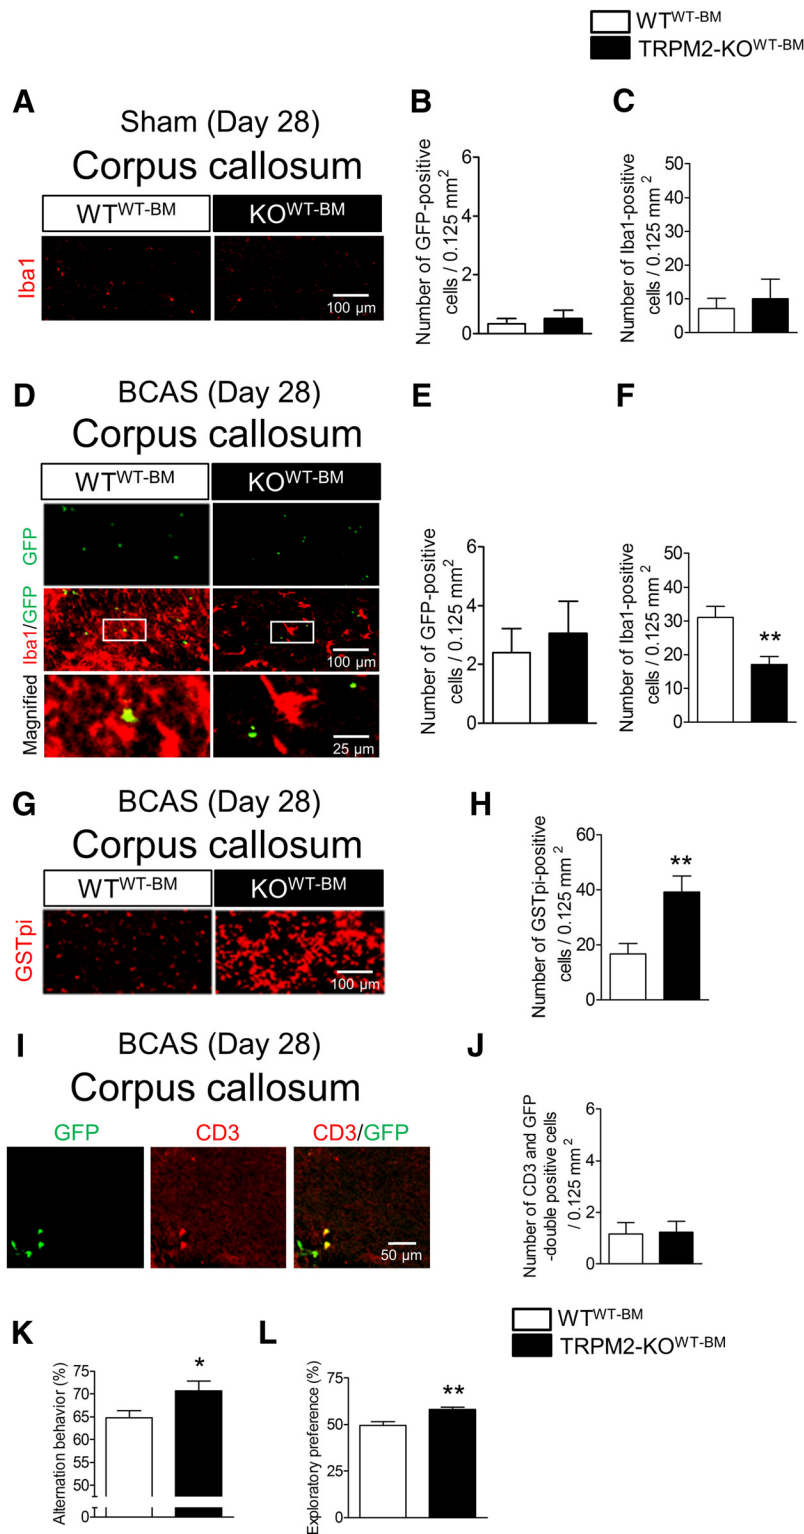 WT^WT-BM
TRPM2-KO^WT-BM
A
Sham (Day 28)
Corpus callosum
WT^WT-BM
KO^WT-BM
Iba1
100 µm
B
Number of GFP-positive
cells / 0.125 mm²
6
4
2
0
C
Number of Iba1-positive
cells / 0.125 mm²
50
40
30
20
10
0
D
BCAS (Day 28)
Corpus callosum
WT^WT-BM
KO^WT-BM
GFP
Iba1/GFP
100 µm
Magnified
25 µm
E
Number of GFP-positive
cells / 0.125 mm²
6
4
2
0
F
Number of Iba1-positive
cells / 0.125 mm²
50
40
30
20
10
0
**
G
BCAS (Day 28)
Corpus callosum
WT^WT-BM
KO^WT-BM
GSTpi
100 µm
H
Number of GSTpi-positive
cells / 0.125 mm²
60
40
20
0
**
I
BCAS (Day 28)
Corpus callosum
GFP
CD3
CD3/GFP
50 µm
J
Number of CD3 and GFP
-double positive cells
/ 0.125 mm²
6
4
2
0
WT^WT-BM
TRPM2-KO^WT-BM
K
Alternation behavior (%)
75
70
65
60
55
50
0
*
L
Exploratory preference (%)
75
50
25
0
**